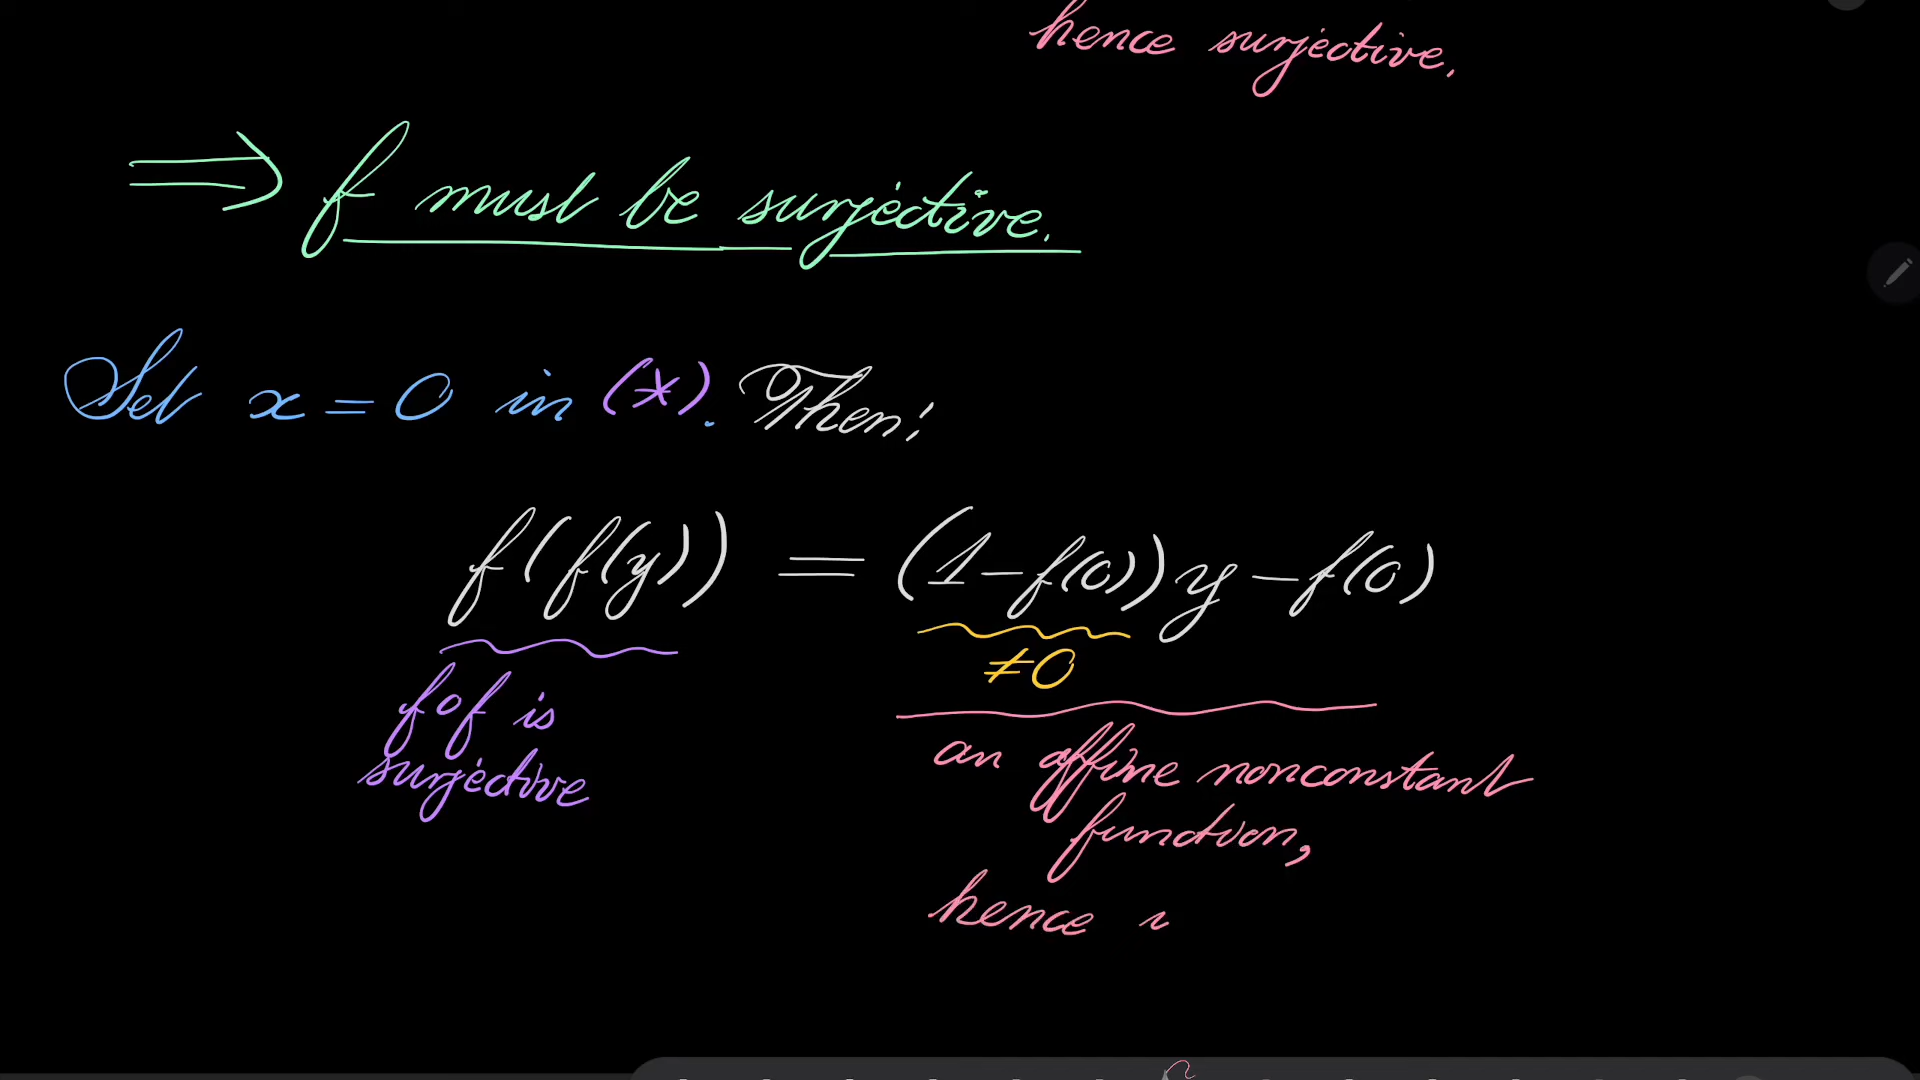 hence surjective.
⟹ f must be surjective.
Set x = 0 in (*). Then:
f(f(y)) = (1-f(0))y-f(0)
≠0
f∘f is
surjective
an affine nonconstant
function,
hence